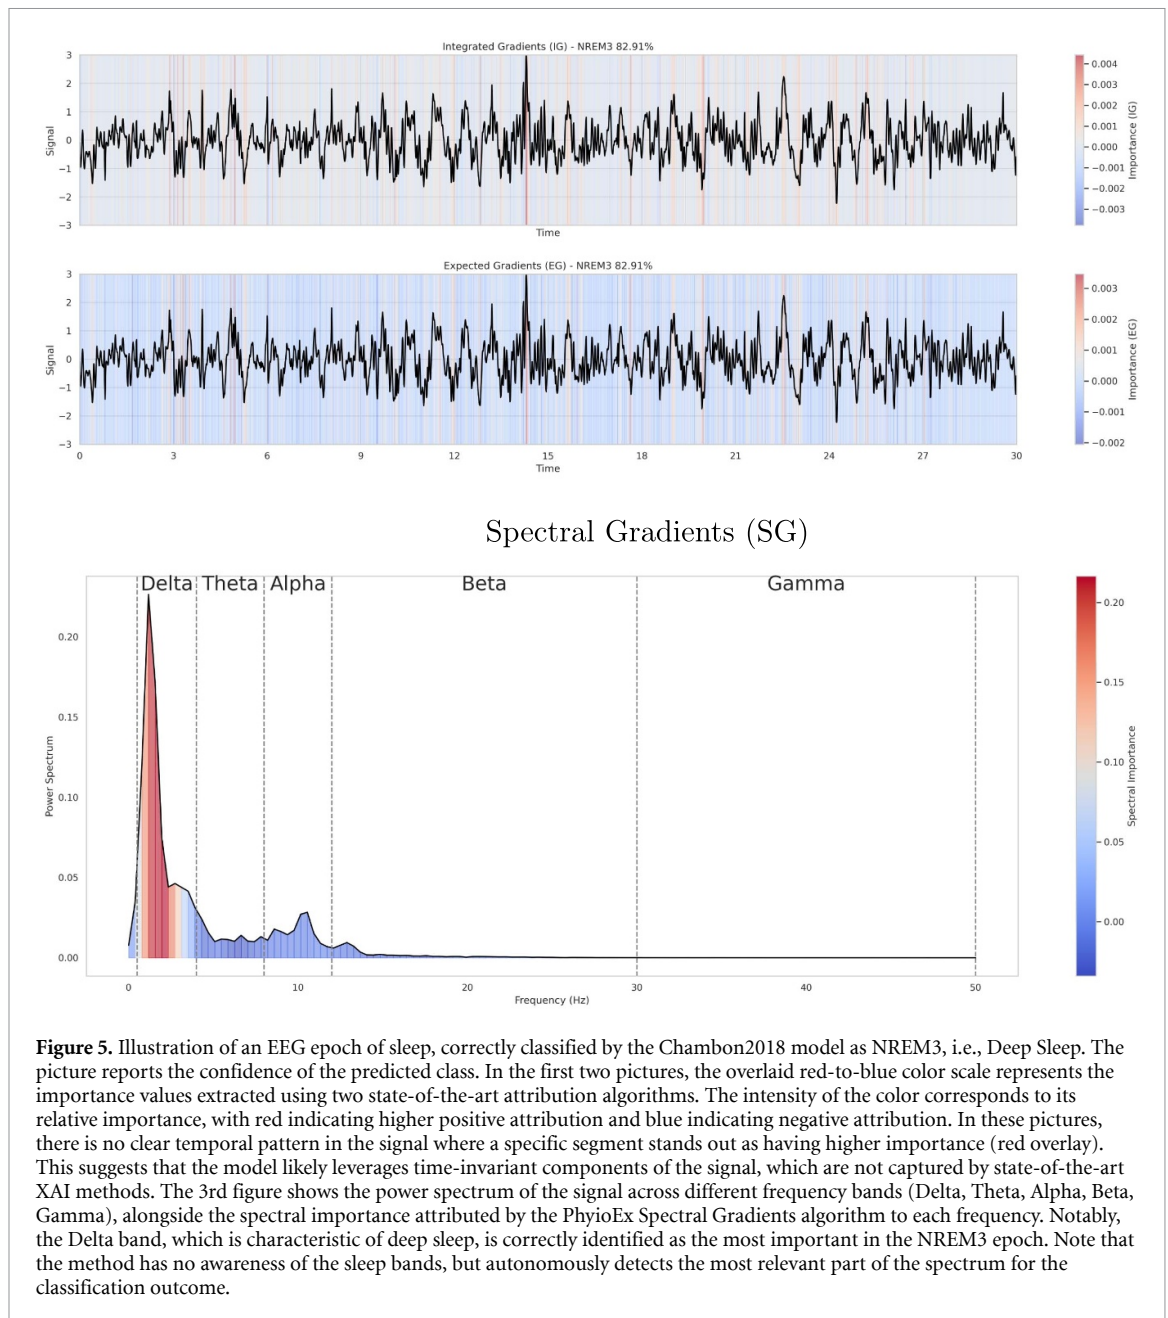 Integrated Gradients (IG) - NREM3 82.91%
3
2
1
0
−1
−2
−3
Signal
Time
0.004
0.003
0.002
0.001
0.000
−0.001
−0.002
−0.003
Importance (IG)
Expected Gradients (EG) - NREM3 82.91%
3
2
1
0
−1
−2
−3
Signal
0 3 6 9 12 15 18 21 24 27 30
Time
0.003
0.002
0.001
0.000
−0.001
−0.002
Importance (EG)
Spectral Gradients (SG)
Delta Theta Alpha Beta Gamma
0.20
0.15
0.10
0.05
0.00
Power Spectrum
0 10 20 30 40 50
Frequency (Hz)
0.20
0.15
0.10
0.05
0.00
Spectral Importance
Figure 5. Illustration of an EEG epoch of sleep, correctly classified by the Chambon2018 model as NREM3, i.e., Deep Sleep. The
picture reports the confidence of the predicted class. In the first two pictures, the overlaid red-to-blue color scale represents the
importance values extracted using two state-of-the-art attribution algorithms. The intensity of the color corresponds to its
relative importance, with red indicating higher positive attribution and blue indicating negative attribution. In these pictures,
there is no clear temporal pattern in the signal where a specific segment stands out as having higher importance (red overlay).
This suggests that the model likely leverages time-invariant components of the signal, which are not captured by state-of-the-art
XAI methods. The 3rd figure shows the power spectrum of the signal across different frequency bands (Delta, Theta, Alpha, Beta,
Gamma), alongside the spectral importance attributed by the PhyioEx Spectral Gradients algorithm to each frequency. Notably,
the Delta band, which is characteristic of deep sleep, is correctly identified as the most important in the NREM3 epoch. Note that
the method has no awareness of the sleep bands, but autonomously detects the most relevant part of the spectrum for the
classification outcome.